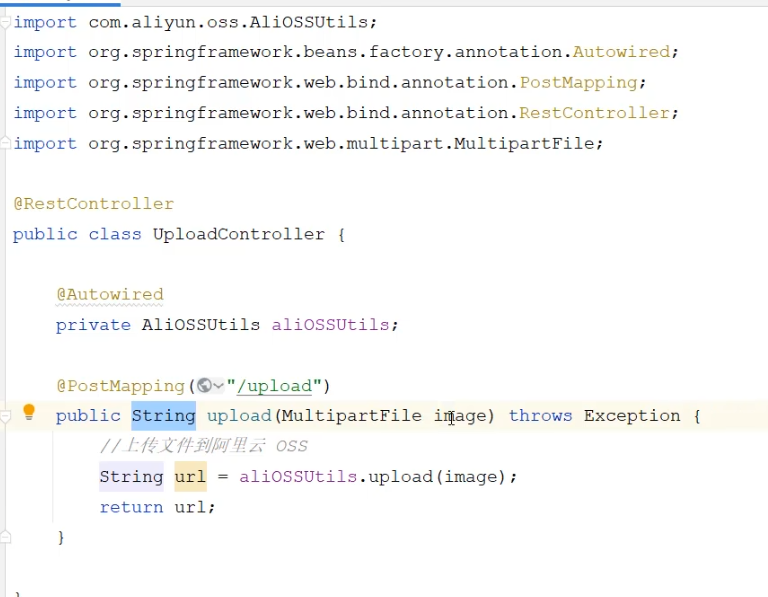 import com.aliyun.oss.AliOSSUtils;
import org.springframework.beans.factory.annotation.Autowired;
import org.springframework.web.bind.annotation.PostMapping;
import org.springframework.web.bind.annotation.RestController;
import org.springframework.web.multipart.MultipartFile;
@RestController
public class UploadController {
@Autowired
private AliOSSUtils aliOSSUtils;
@PostMapping("/upload")
public String upload(MultipartFile image) throws Exception {
//上传文件到阿里云 OSS
String url = aliOSSUtils.upload(image);
return url;
}
}